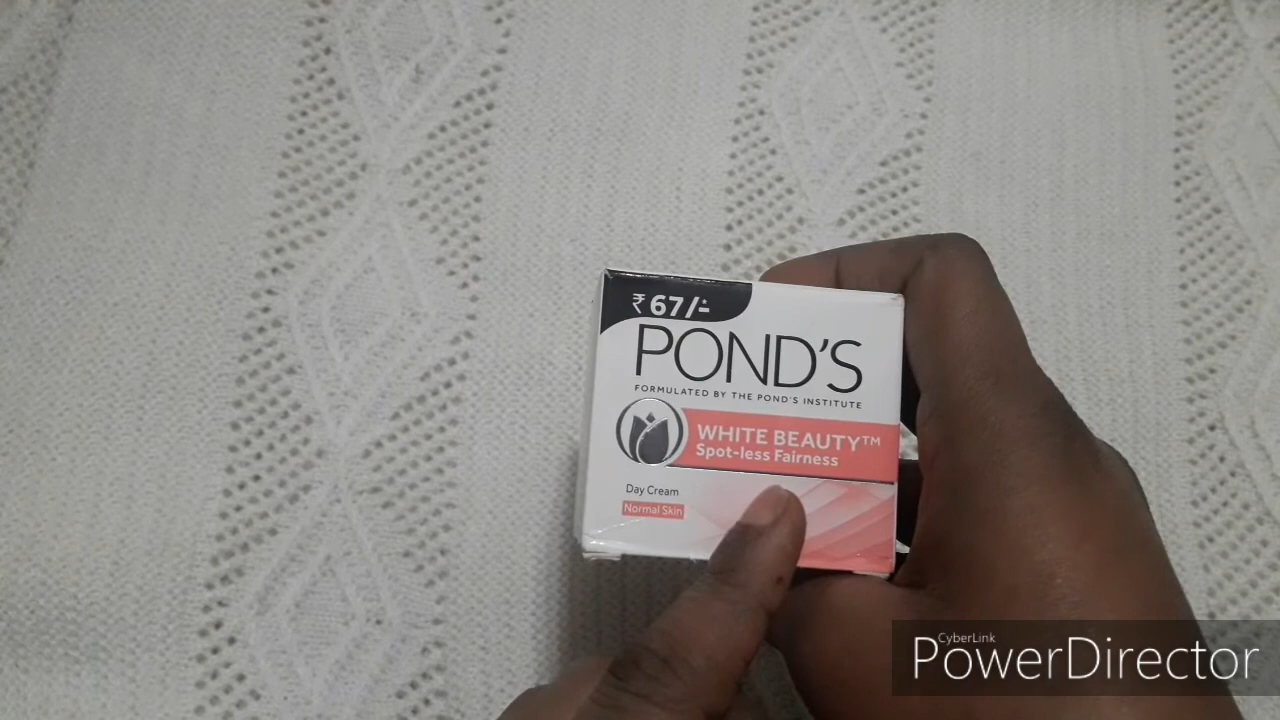 ₹67/-*
POND'S
FORMULATED BY THE POND'S INSTITUTE
WHITE BEAUTY™
Spot-less Fairness
Day Cream
Normal Skin
CyberLink
PowerDirector